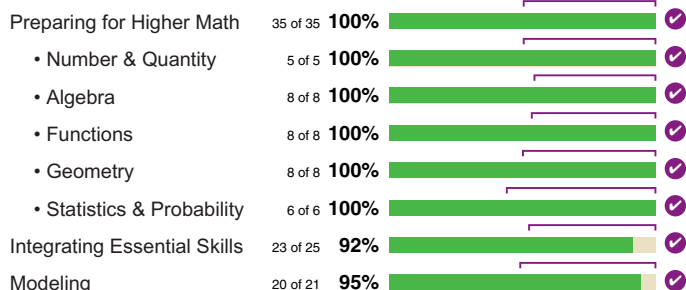 Preparing for Higher Math 35 of 35 100%
• Number & Quantity 5 of 5 100%
• Algebra 8 of 8 100%
• Functions 8 of 8 100%
• Geometry 8 of 8 100%
• Statistics & Probability 6 of 6 100%
Integrating Essential Skills 23 of 25 92%
Modeling 20 of 21 95%